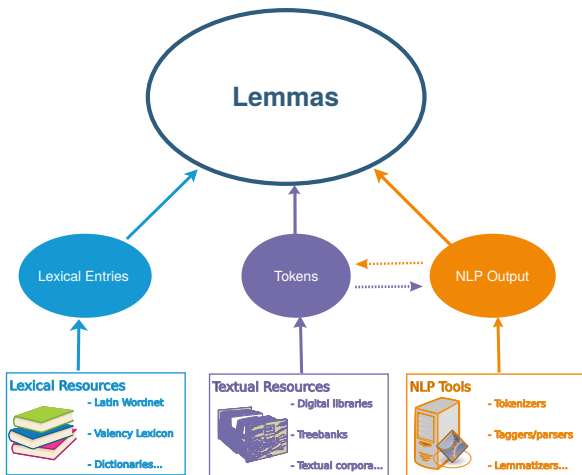 Lemmas
Lexical Entries
Tokens
NLP Output
Lexical Resources
- Latin Wordnet
- Valency Lexicon
- Dictionaries...
Textual Resources
- Digital libraries
- Treebanks
- Textual corpora...
NLP Tools
- Tokenizers
- Taggers/parsers
- Lemmatizers...